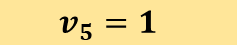 v₅ = 1